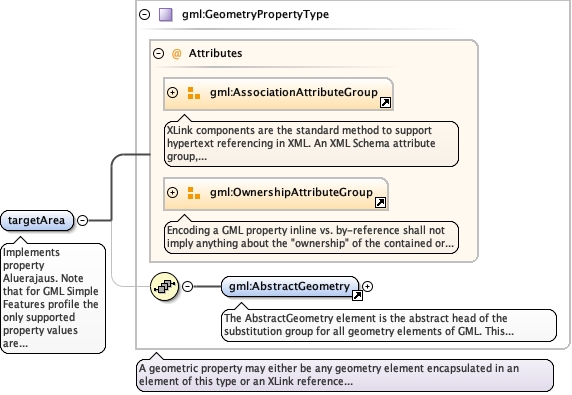 gml:GeometryPropertyType
@ Attributes
gml:AssociationAttributeGroup
XLink components are the standard method to support
hypertext referencing in XML. An XML Schema attribute
group,...
gml:OwnershipAttributeGroup
Encoding a GML property inline vs. by-reference shall not
imply anything about the "ownership" of the contained or...
targetArea
Implements
property
Aluerajaus. Note
that for GML Simple
Features profile the
only supported
property values
are...
gml:AbstractGeometry
The AbstractGeometry element is the abstract head of the
substitution group for all geometry elements of GML. This...
A geometric property may either be any geometry element encapsulated in an
element of this type or an XLink reference...